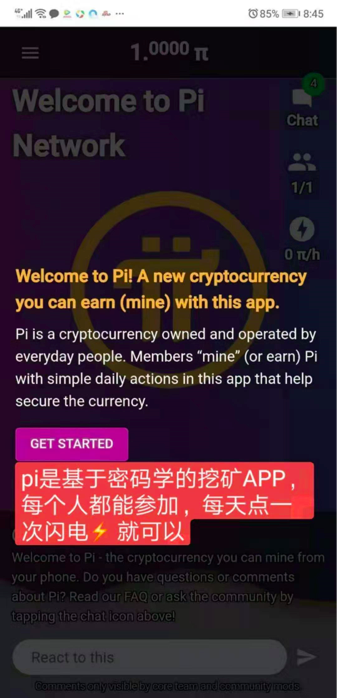 85% 8:45
1.0000 π
Welcome to Pi
Network
4
Chat
1/1
0 π/h
Welcome to Pi! A new cryptocurrency
you can earn (mine) with this app.
Pi is a cryptocurrency owned and operated by
everyday people. Members “mine” (or earn) Pi
with simple daily actions in this app that help
secure the currency.
GET STARTED
pi是基于密码学的挖矿APP，
每个人都能参加，每天点一
次闪电⚡ 就可以
Welcome to Pi - the cryptocurrency you can mine from
your phone. Do you have questions or comments
about Pi? Read our FAQ or ask the community by
tapping the chat icon above!
React to this
Comments only visible by core team and community mods.